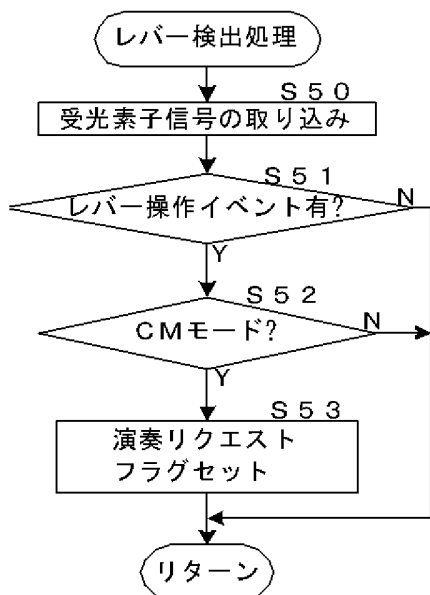 レバー検出処理
S50
受光素子信号の取り込み
S51
レバー操作イベント有?
N
Y
S52
CMモード?
N
Y
S53
演奏リクエスト
フラグセット
リターン